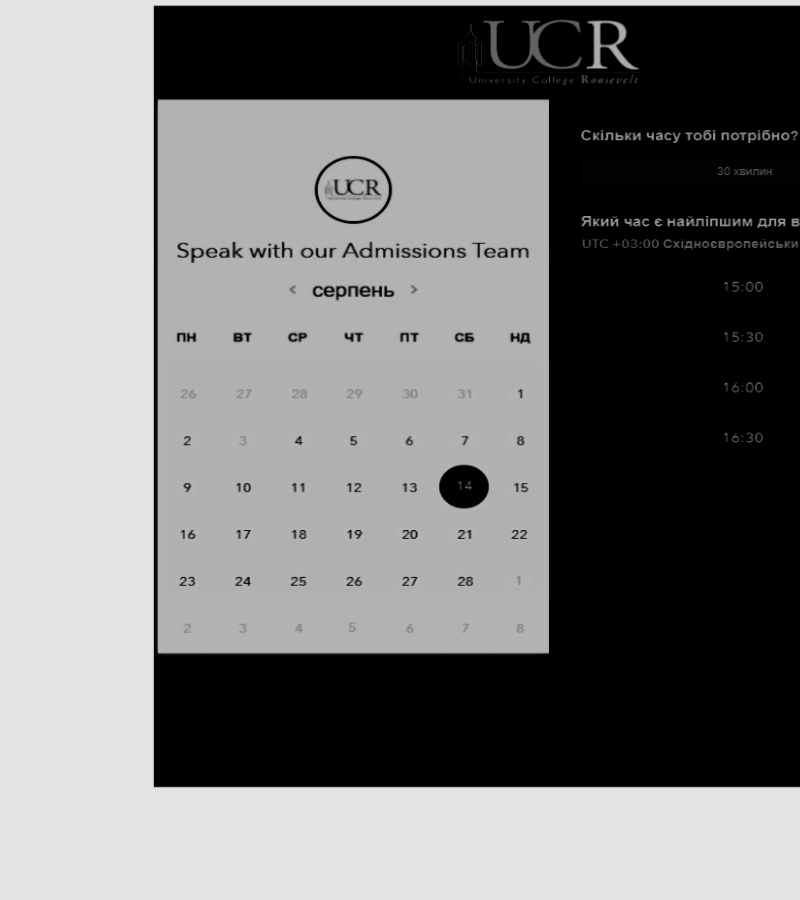 UCR
University College Roosevelt
UCR
Speak with our Admissions Team
< серпень >
ПН ВТ СР ЧТ ПТ СБ НД
26 27 28 29 30 31 1
2 3 4 5 6 7 8
9 10 11 12 13 14 15
16 17 18 19 20 21 22
23 24 25 26 27 28 1
2 3 4 5 6 7 8
Скільки часу тобі потрібно?
30 хвилин
Який час є найліпшим для в
UTC +03:00 Східноєвропейськи
15:00
15:30
16:00
16:30